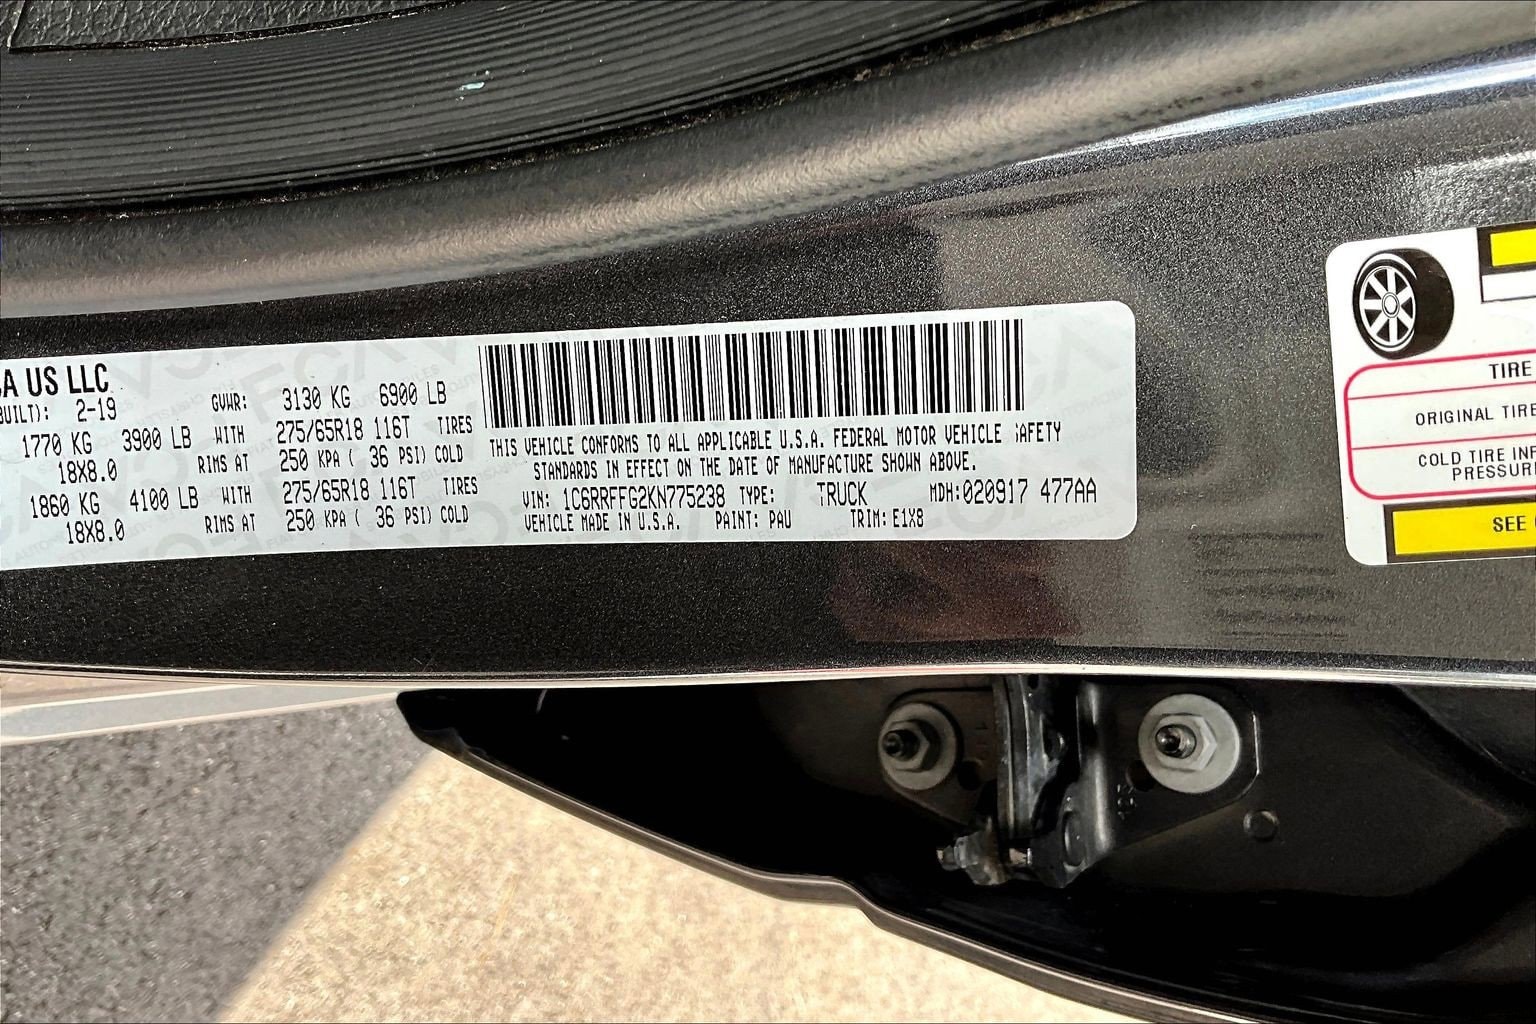 CA US LLC
BUILT): 2-19 GVWR: 3130 KG 6900 LB
1770 KG 3900 LB WITH 275/65R18 116T TIRES
18X8.0 RIMS AT 250 KPA ( 36 PSI) COLD
1860 KG 4100 LB WITH 275/65R18 116T TIRES
18X8.0 RIMS AT 250 KPA ( 36 PSI) COLD
THIS VEHICLE CONFORMS TO ALL APPLICABLE U.S.A. FEDERAL MOTOR VEHICLE SAFETY
STANDARDS IN EFFECT ON THE DATE OF MANUFACTURE SHOWN ABOVE.
VIN: 1C6RRFFG2KN775238 TYPE: TRUCK MDH:020917 477AA
VEHICLE MADE IN U.S.A. PAINT: PAU TRIM: E1X8
TIRE
ORIGINAL TIRE
COLD TIRE INF
PRESSUR
SEE